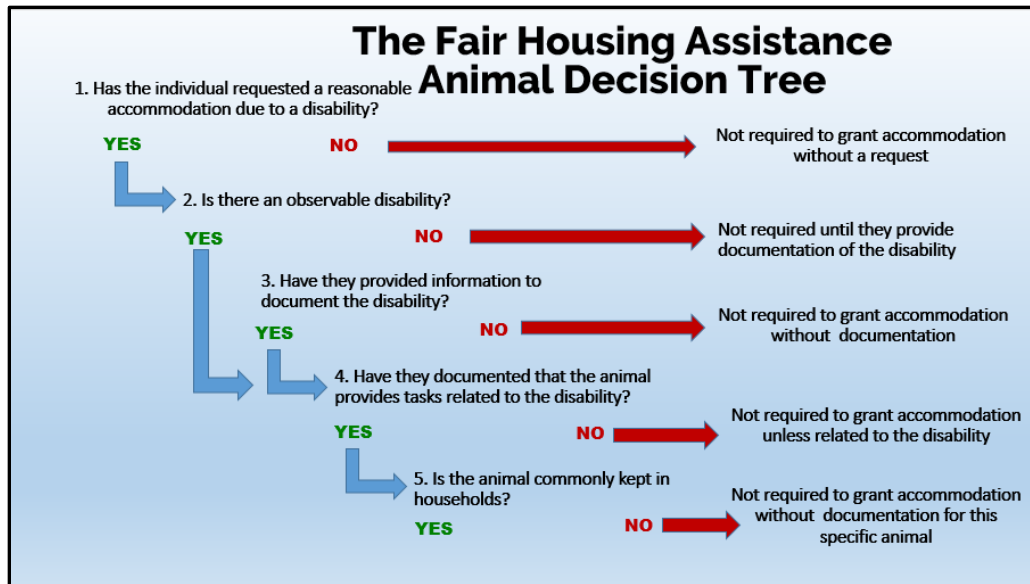 The Fair Housing Assistance
Animal Decision Tree
1. Has the individual requested a reasonable
accommodation due to a disability?
YES
NO
Not required to grant accommodation
without a request
2. Is there an observable disability?
YES
NO
Not required until they provide
documentation of the disability
3. Have they provided information to
document the disability?
YES
NO
Not required to grant accommodation
without documentation
4. Have they documented that the animal
provides tasks related to the disability?
YES
NO
Not required to grant accommodation
unless related to the disability
5. Is the animal commonly kept in
households?
YES
NO
Not required to grant accommodation
without documentation for this
specific animal